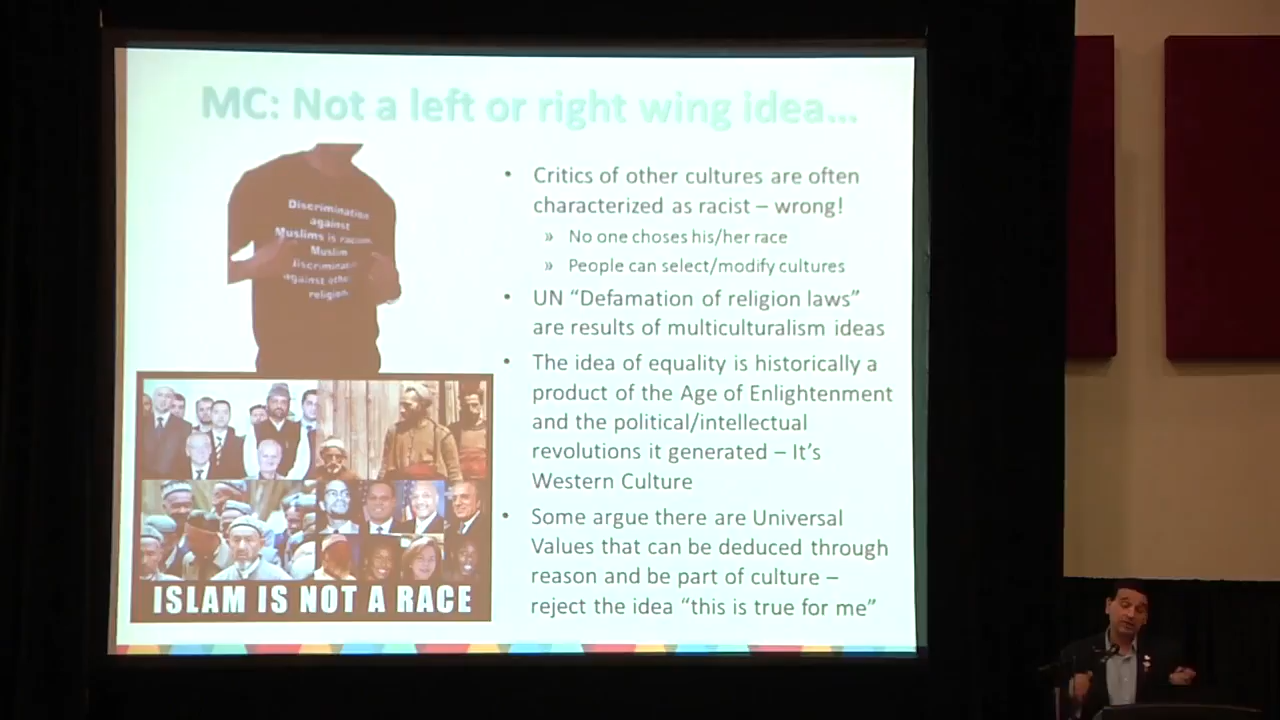 MC: Not a left or right wing idea...
Discrimination
against
Muslims is
Muslim
against
religion
ISLAM IS NOT A RACE
• Critics of other cultures are often
characterized as racist – wrong!
» No one choses his/her race
» People can select/modify cultures
• UN “Defamation of religion laws”
are results of multiculturalism ideas
• The idea of equality is historically a
product of the Age of Enlightenment
and the political/intellectual
revolutions it generated – It’s
Western Culture
• Some argue there are Universal
Values that can be deduced through
reason and be part of culture –
reject the idea “this is true for me”